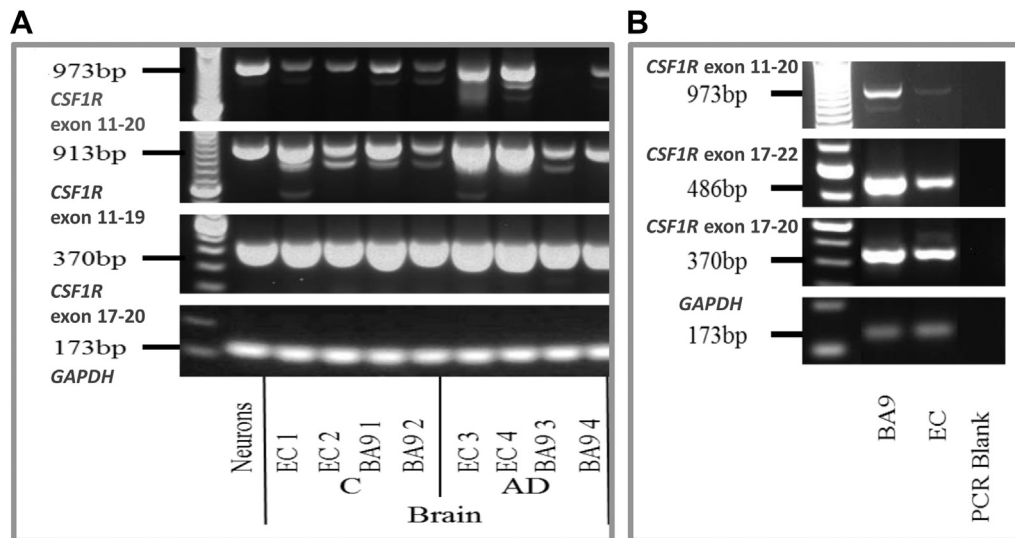 A
973bp
CSF1R
exon 11-20
913bp
CSF1R
exon 11-19
370bp
CSF1R
exon 17-20
173bp
GAPDH
Neurons
EC 1
EC 2
BA9 1
BA9 2
EC 3
EC 4
BA9 3
BA9 4
C
AD
Brain
B
CSF1R exon 11-20
973bp
CSF1R exon 17-22
486bp
CSF1R exon 17-20
370bp
GAPDH
173bp
BA9
EC
PCR Blank